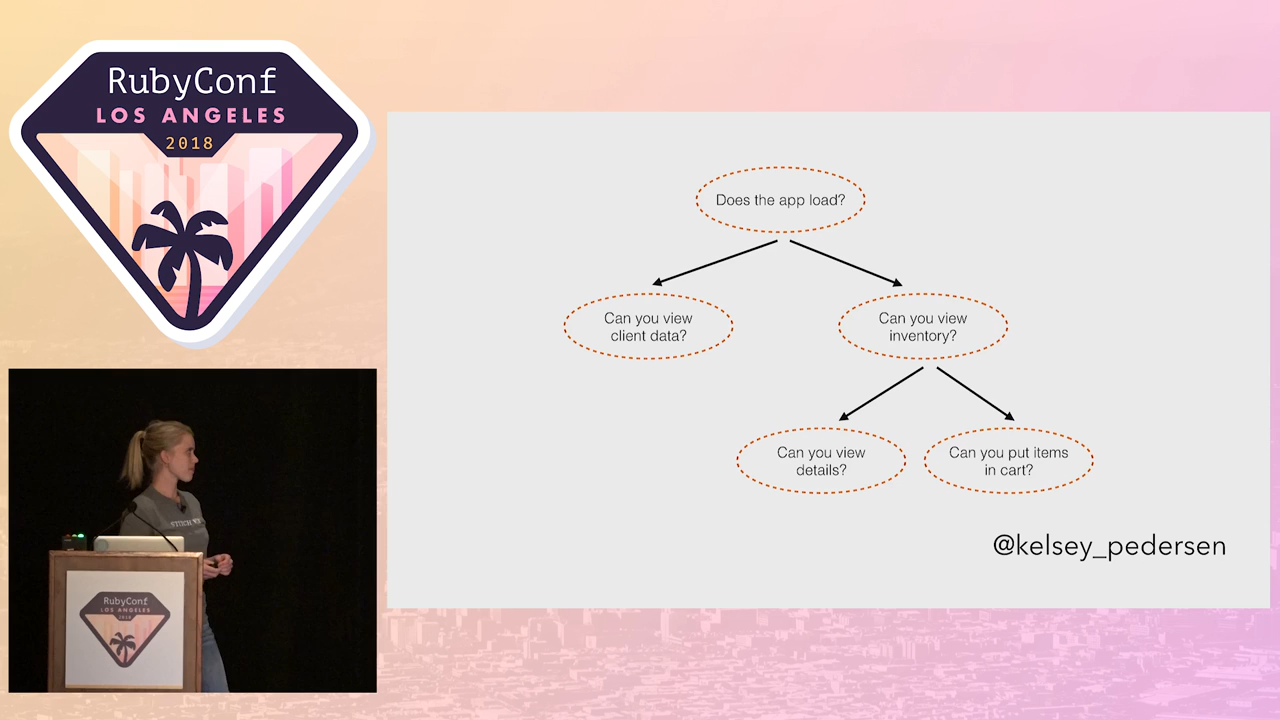 RubyConf
LOS ANGELES
2018
Does the app load?
Can you view
client data?
Can you view
inventory?
Can you view
details?
Can you put items
in cart?
@kelsey_pedersen
RubyConf
LOS ANGELES
2018